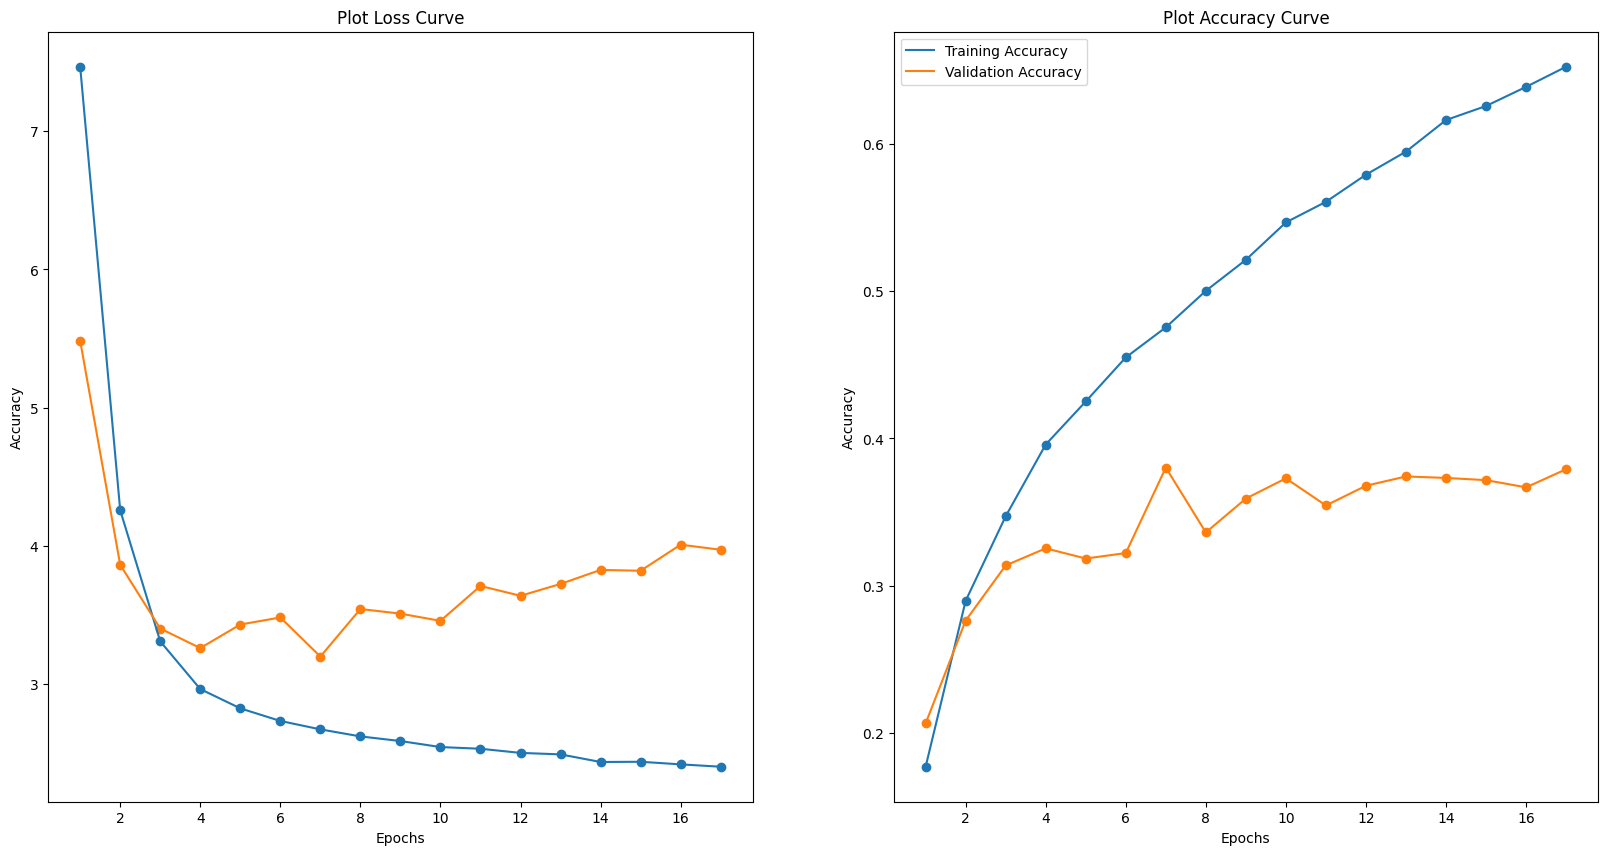 Plot Loss Curve
Accuracy
7
6
5
4
3
2 4 6 8 10 12 14 16
Epochs
Plot Accuracy Curve
Training Accuracy
Validation Accuracy
Accuracy
0.6
0.5
0.4
0.3
0.2
2 4 6 8 10 12 14 16
Epochs